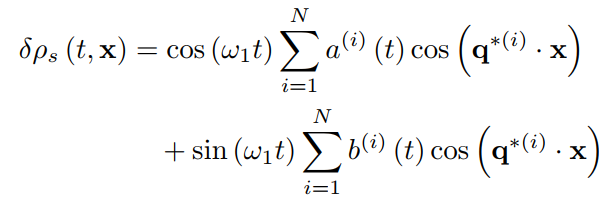 δρ_s (t, **x**) = cos (ω_1 t) ∑_{i=1}^{N} a^{(i)} (t) cos (**q**^{*(i)} · **x**)
+ sin (ω_1 t) ∑_{i=1}^{N} b^{(i)} (t) cos (**q**^{*(i)} · **x**)